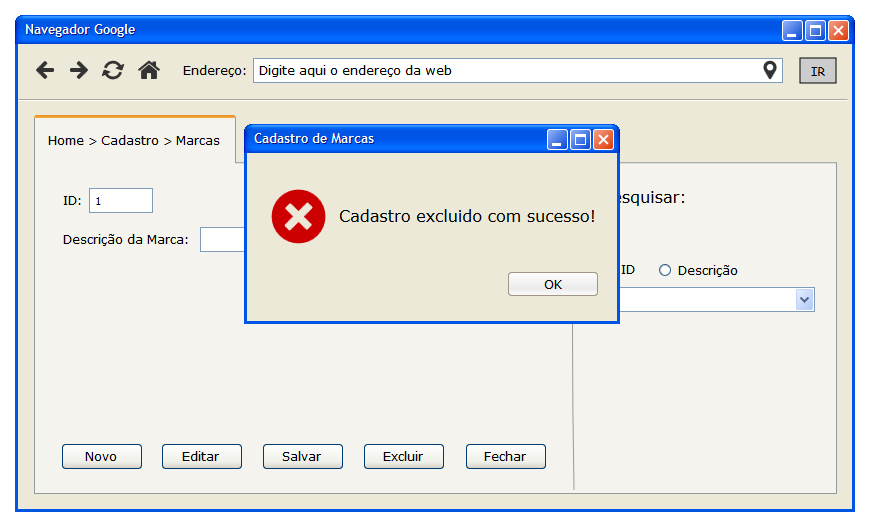 Navegador Google
Endereço: Digite aqui o endereço da web IR
Home > Cadastro > Marcas
Cadastro de Marcas
ID: 1
Descrição da Marca:
Cadastro excluido com sucesso!
OK
esquisar:
ID Descrição
Novo Editar Salvar Excluir Fechar